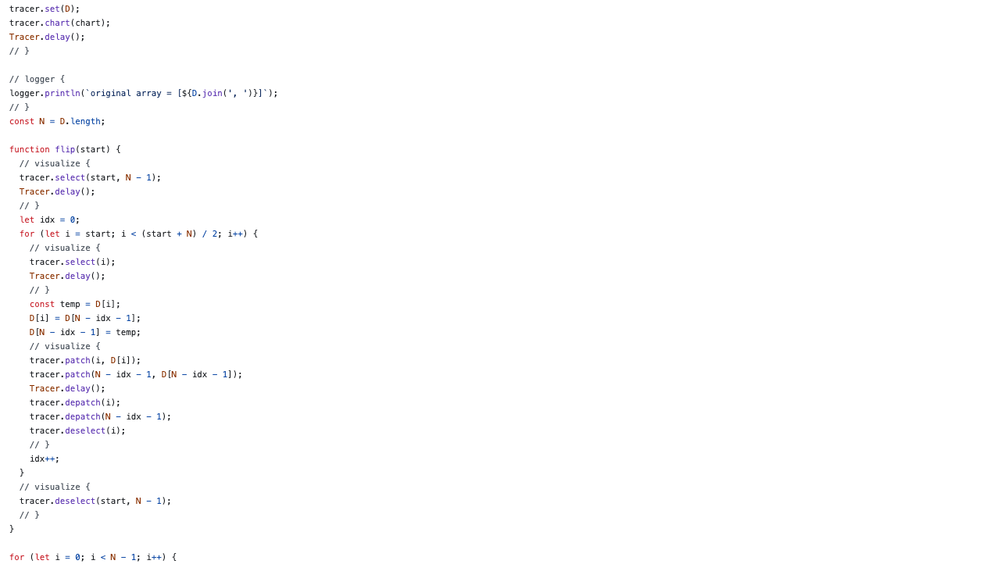 tracer.set(D);
tracer.chart(chart);
Tracer.delay();
// }

// logger {
logger.println(`original array = [${D.join(', ')}]`);
// }
const N = D.length;

function flip(start) {
  // visualize {
  tracer.select(start, N − 1);
  Tracer.delay();
  // }
  let idx = 0;
  for (let i = start; i < (start + N) / 2; i++) {
    // visualize {
    tracer.select(i);
    Tracer.delay();
    // }
    const temp = D[i];
    D[i] = D[N − idx − 1];
    D[N − idx − 1] = temp;
    // visualize {
    tracer.patch(i, D[i]);
    tracer.patch(N − idx − 1, D[N − idx − 1]);
    Tracer.delay();
    tracer.depatch(i);
    tracer.depatch(N − idx − 1);
    tracer.deselect(i);
    // }
    idx++;
  }
  // visualize {
  tracer.deselect(start, N − 1);
  // }
}

for (let i = 0; i < N − 1; i++) {